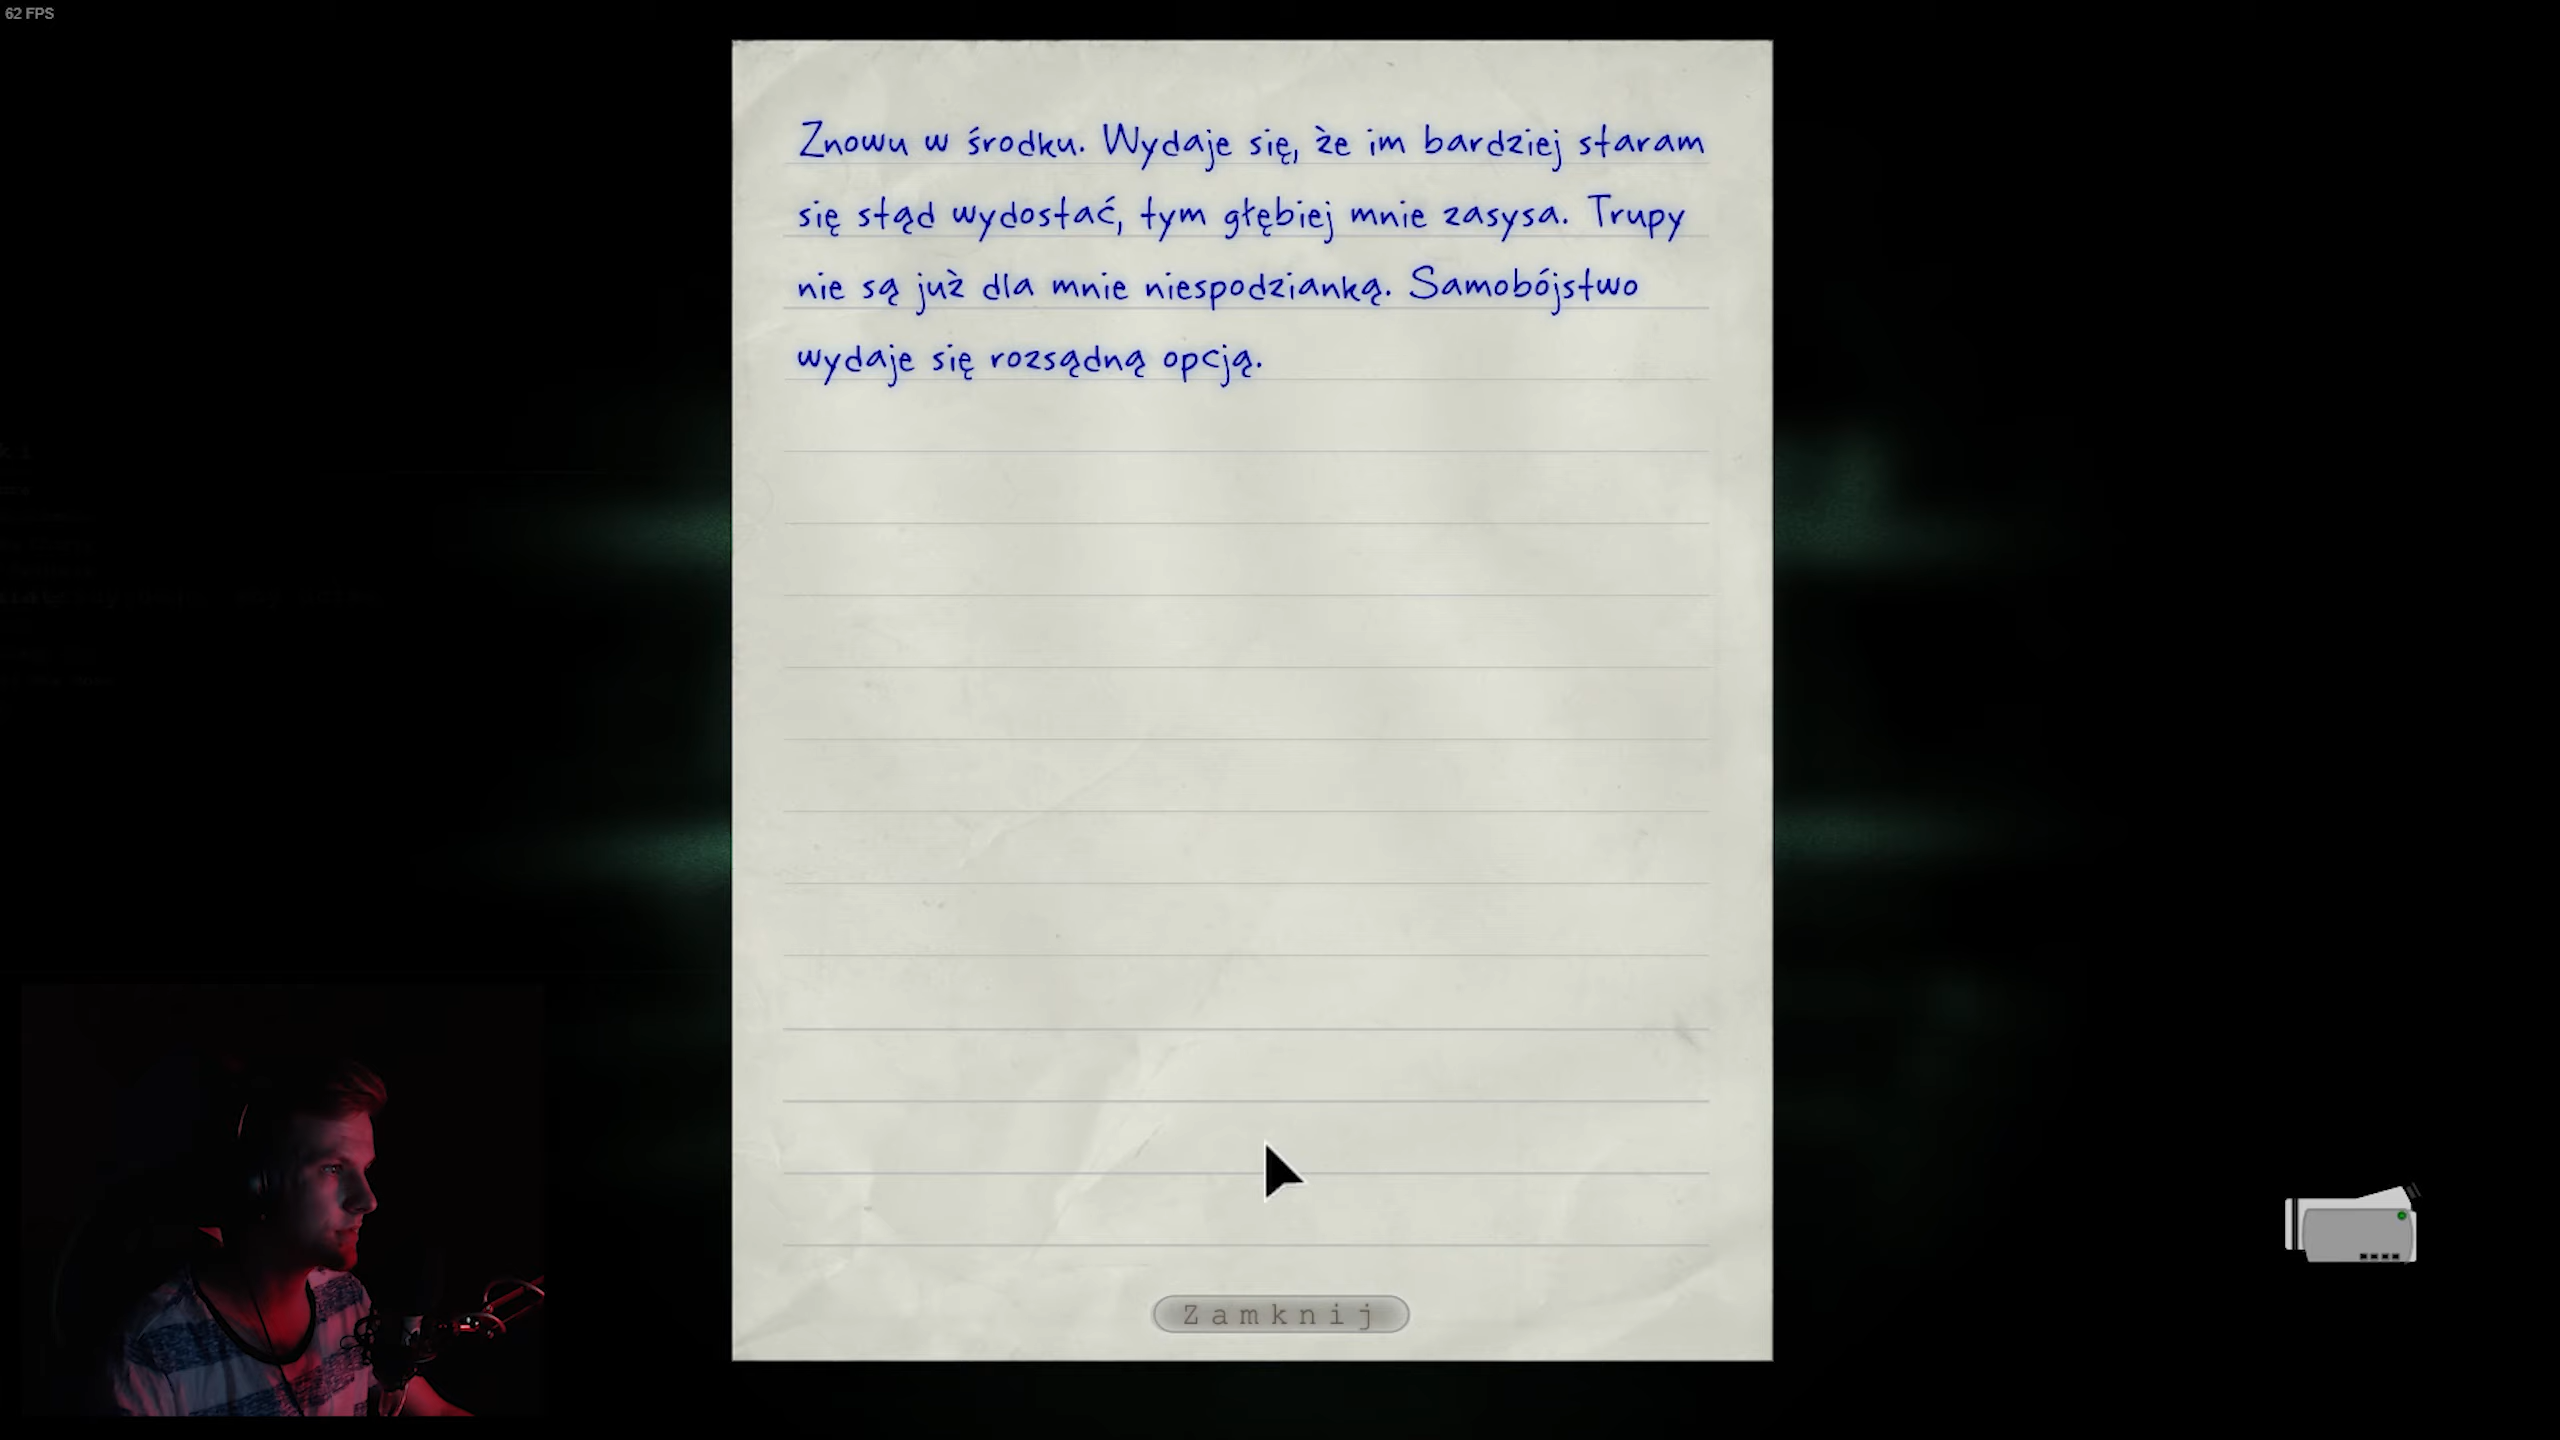 62 FPS
Znowu w środku. Wydaje się, że im bardziej staram
się stąd wydostać, tym głębiej mnie zasysa. Trupy
nie są już dla mnie niespodzianką. Samobójstwo
wydaje się rozsądną opcją.
Zamknij